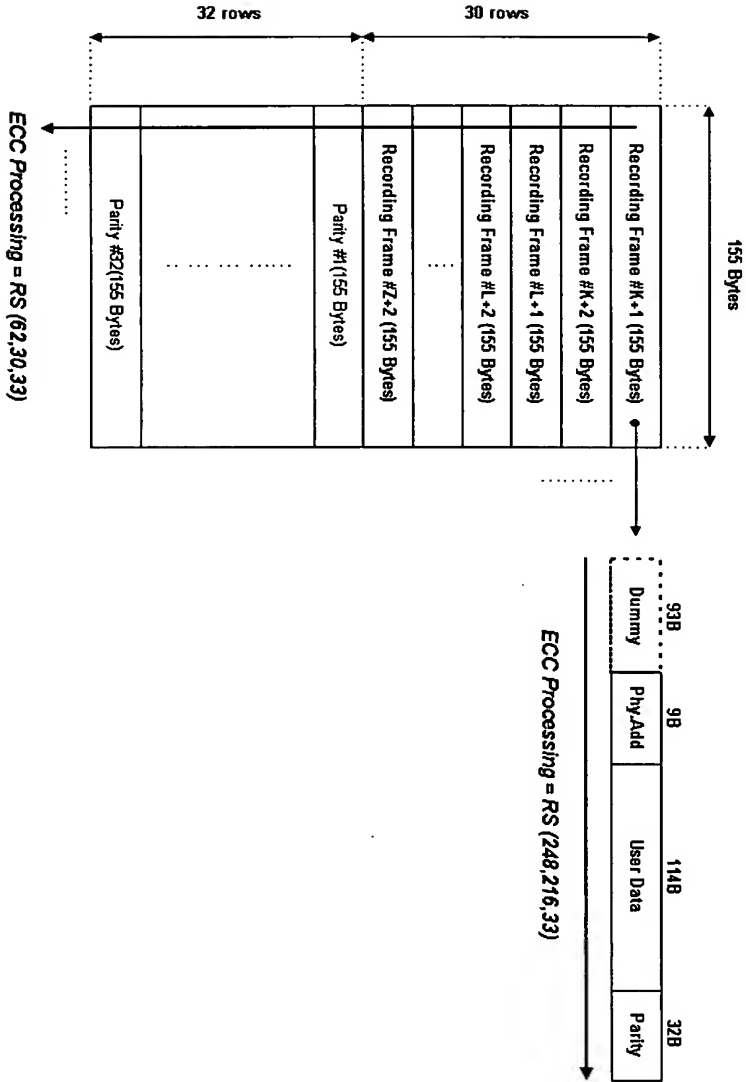 155 Bytes
30 rows
32 rows
Recording Frame #K+1 (155 Bytes)
Recording Frame #K+2 (155 Bytes)
Recording Frame #L+1 (155 Bytes)
Recording Frame #L+2 (155 Bytes)
.....
Recording Frame #Z+2 (155 Bytes)
Parity #1(155 Bytes)
Parity #32(155 Bytes)
ECC Processing = RS (62,30,33)
93B
9B
114B
32B
Dummy
Phy.Add
User Data
Parity
ECC Processing = RS (248,216,33)